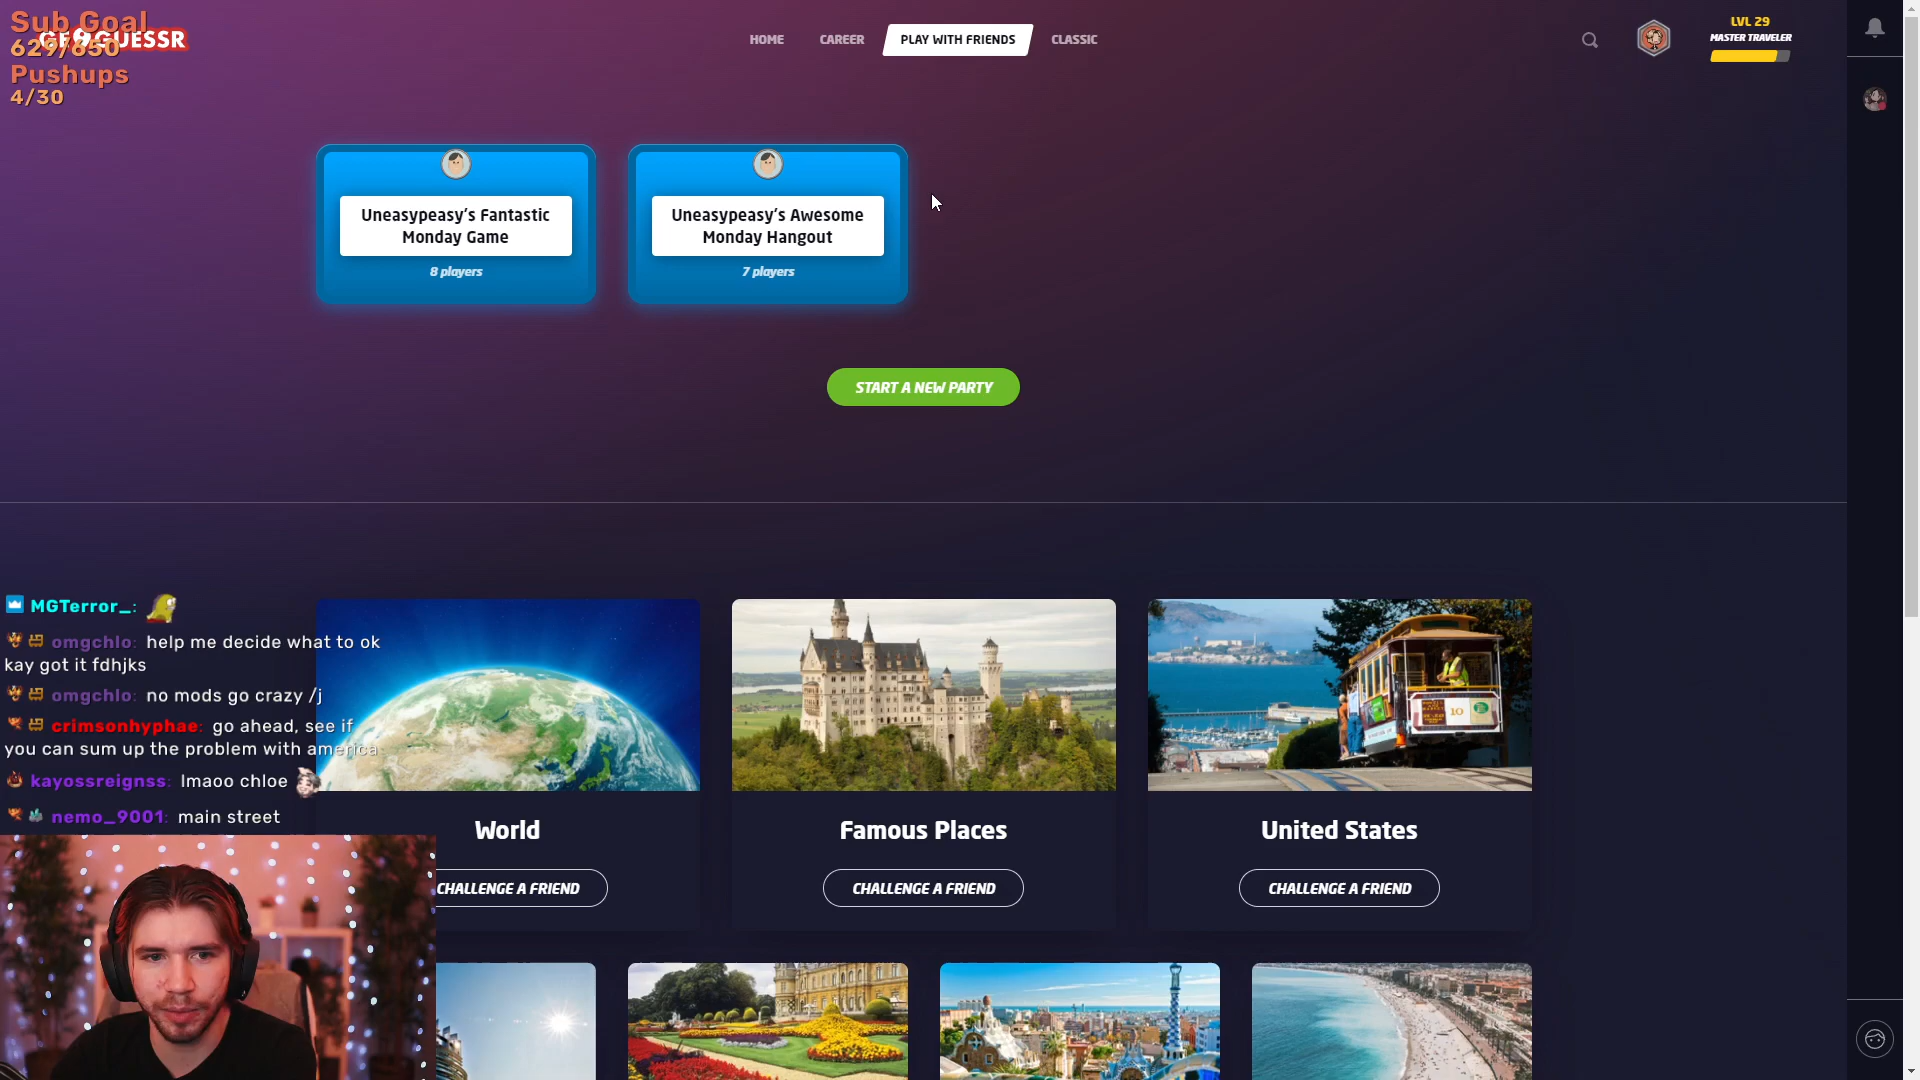 Sub Goal
629/650
Pushups
4/30
GEOGUESSR
HOME
CAREER
PLAY WITH FRIENDS
CLASSIC
LVL 29
MASTER TRAVELER
Uneasypeasy's Fantastic
Monday Game
8 players
Uneasypeasy's Awesome
Monday Hangout
7 players
START A NEW PARTY
MGTerror_:
omgchlo: help me decide what to ok
kay got it fdhjks
omgchlo: no mods go crazy /j
crimsonhyphae: go ahead, see if
you can sum up the problem with america
kayossreignss: lmaoo chloe
nemo_9001: main street
World
CHALLENGE A FRIEND
Famous Places
CHALLENGE A FRIEND
United States
CHALLENGE A FRIEND
10